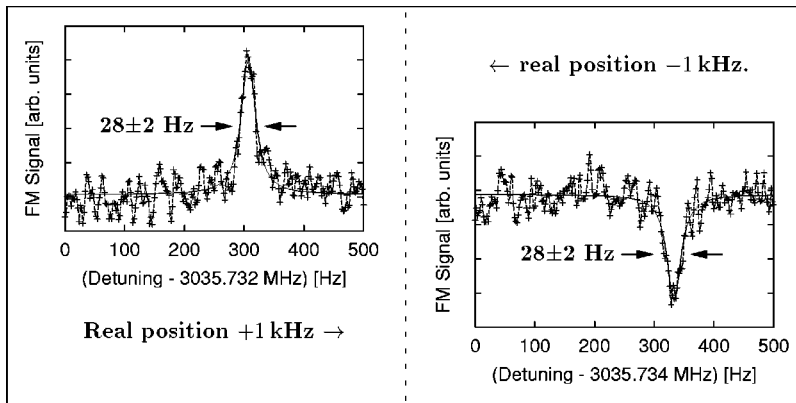 FM Signal [arb. units]
28±2 Hz
0 100 200 300 400 500
(Detuning - 3035.732 MHz) [Hz]
Real position +1 kHz →
← real position −1 kHz.
FM Signal [arb. units]
28±2 Hz
0 100 200 300 400 500
(Detuning - 3035.734 MHz) [Hz]